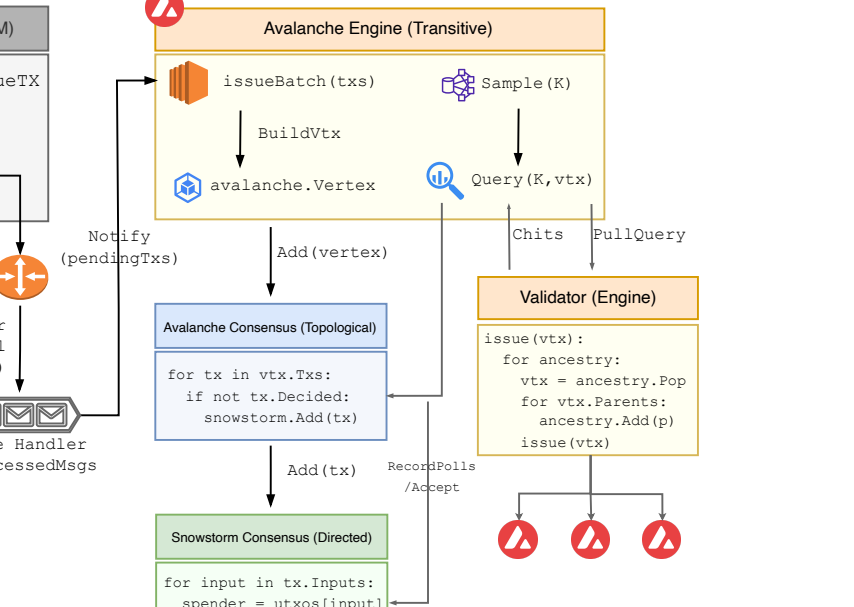 M)
ueTX
Avalanche Engine (Transitive)
issueBatch(txs)
Sample(K)
BuildVtx
avalanche.Vertex
Query(K,vtx)
Notify
(pendingTxs)
Chits
PullQuery
Add(vertex)
Validator (Engine)
issue(vtx):
for ancestry:
vtx = ancestry.Pop
for vtx.Parents:
ancestry.Add(p)
issue(vtx)
Avalanche Consensus (Topological)
for tx in vtx.Txs:
if not tx.Decided:
snowstorm.Add(tx)
r
l
)
e Handler
cessedMsgs
Add(tx)
RecordPolls
/Accept
Snowstorm Consensus (Directed)
for input in tx.Inputs:
spender = utxos[input]